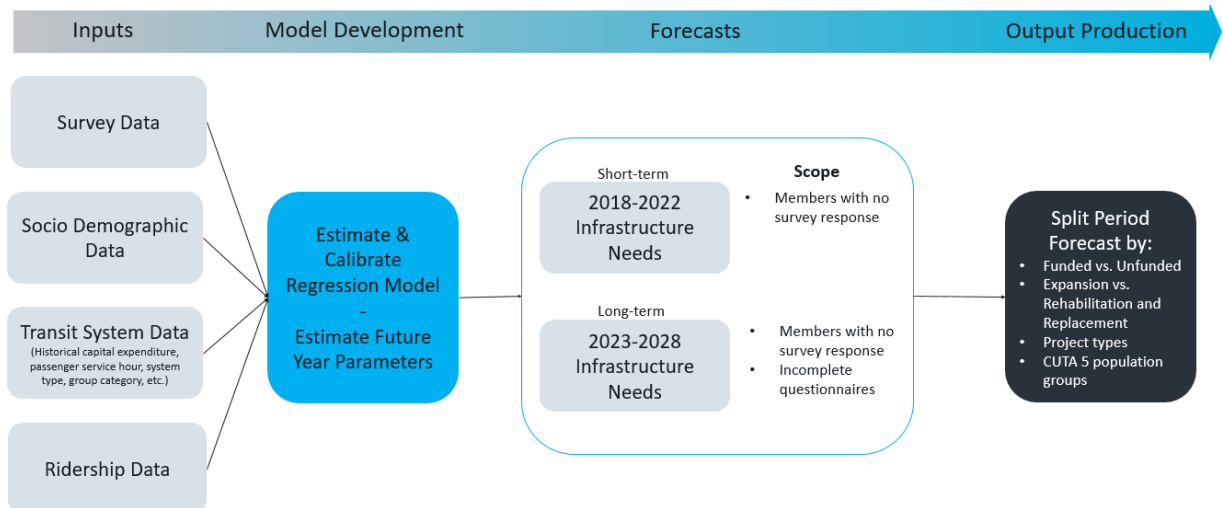 Inputs
Model Development
Forecasts
Output Production
Survey Data
Socio Demographic
Data
Transit System Data
(Historical capital expenditure,
passenger service hour, system
type, group category, etc.)
Ridership Data
Estimate &
Calibrate
Regression Model
-
Estimate Future
Year Parameters
Short-term
2018-2022
Infrastructure
Needs
Scope
• Members with no
survey response
Long-term
2023-2028
Infrastructure
Needs
• Members with no
survey response
• Incomplete
questionnaires
Split Period
Forecast by:
• Funded vs. Unfunded
• Expansion vs.
Rehabilitation and
Replacement
• Project types
• CUTA 5 population
groups